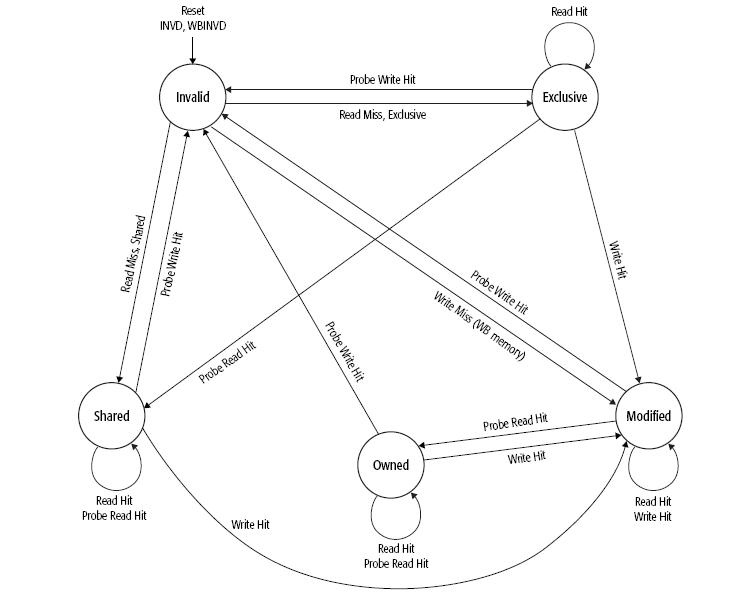 Reset
INVD, WBINVD
Read Hit
Invalid
Probe Write Hit
Exclusive
Read Miss, Exclusive
Read Miss, Shared
Probe Write Hit
Write Hit
Probe Write Hit
Write Miss (WB memory)
Probe Write Hit
Probe Read Hit
Shared
Probe Read Hit
Modified
Owned
Write Hit
Read Hit
Probe Read Hit
Read Hit
Write Hit
Write Hit
Read Hit
Probe Read Hit